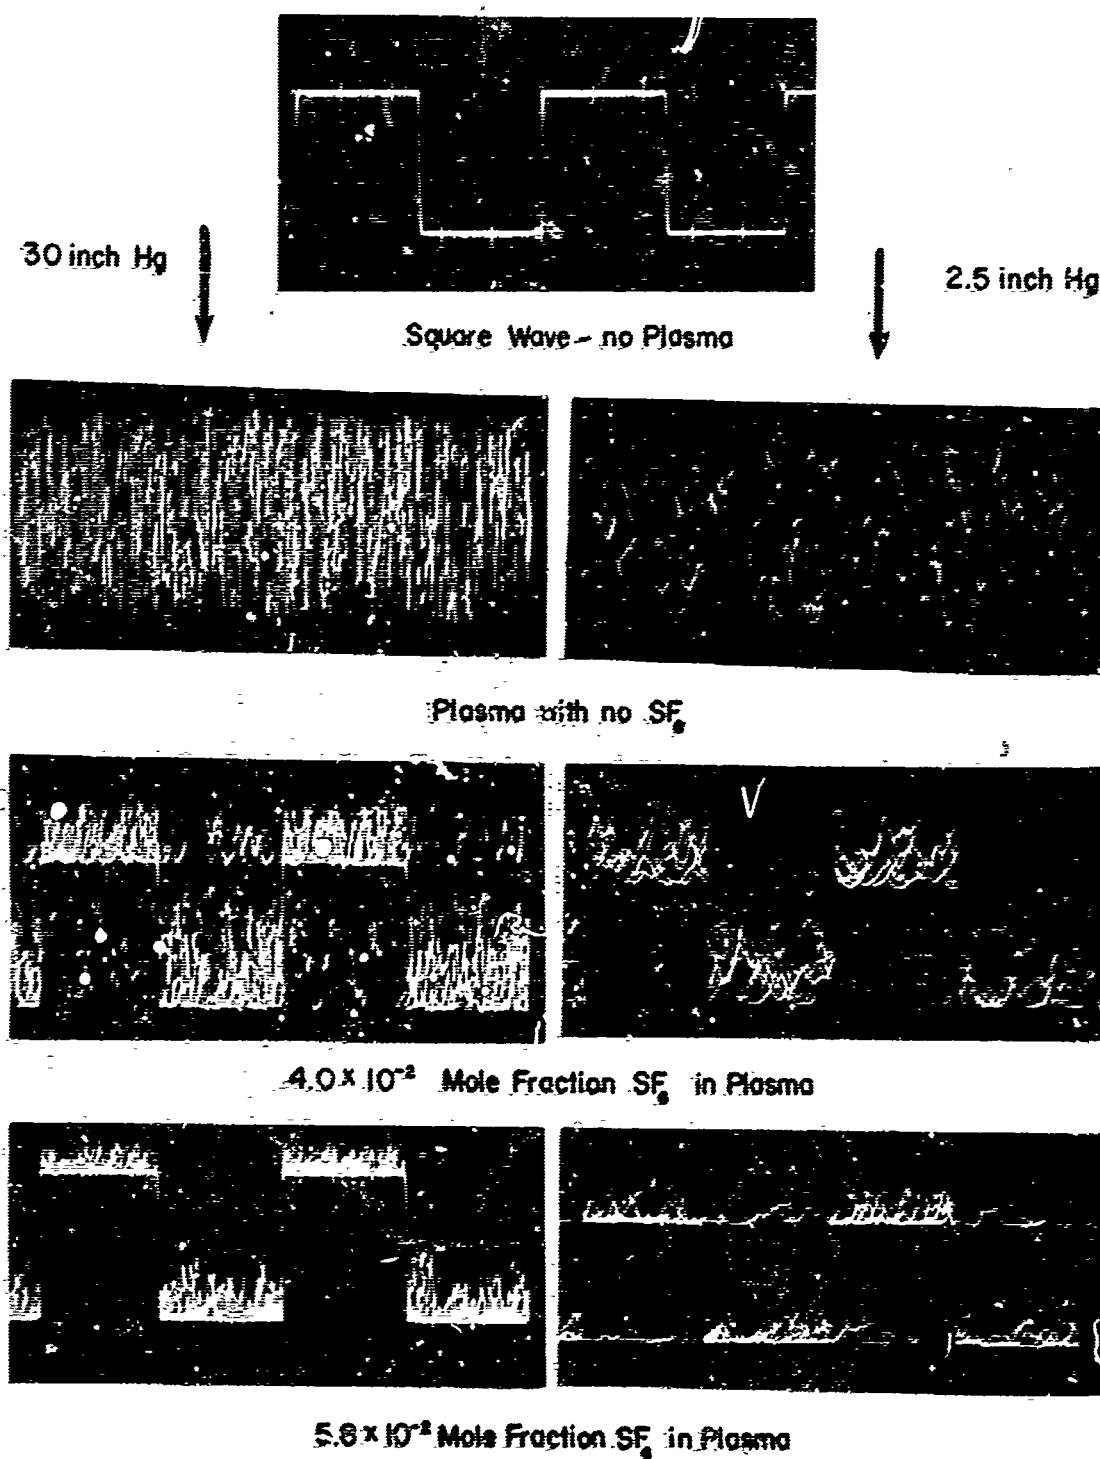 30 inch Hg
2.5 inch Hg
Square Wave - no Plasma
Plasma with no SF₆
4.0 × 10⁻² Mole Fraction SF₆ in Plasma
5.8 × 10⁻² Mole Fraction SF₆ in Plasma